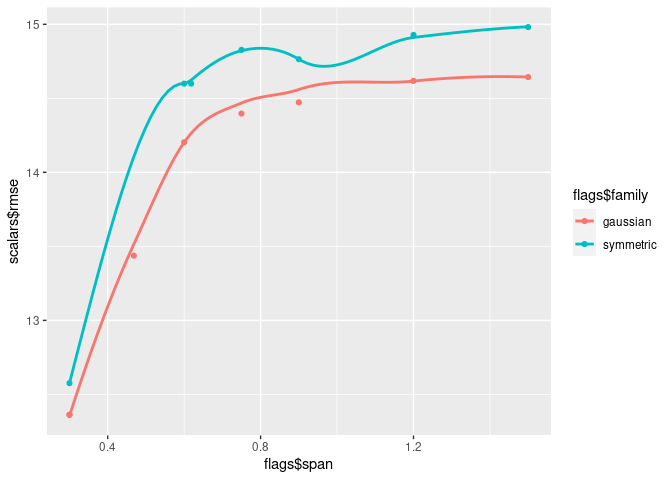 15
14
13
scalars$rmse
0.4
0.8
1.2
flags$span
flags$family
gaussian
symmetric